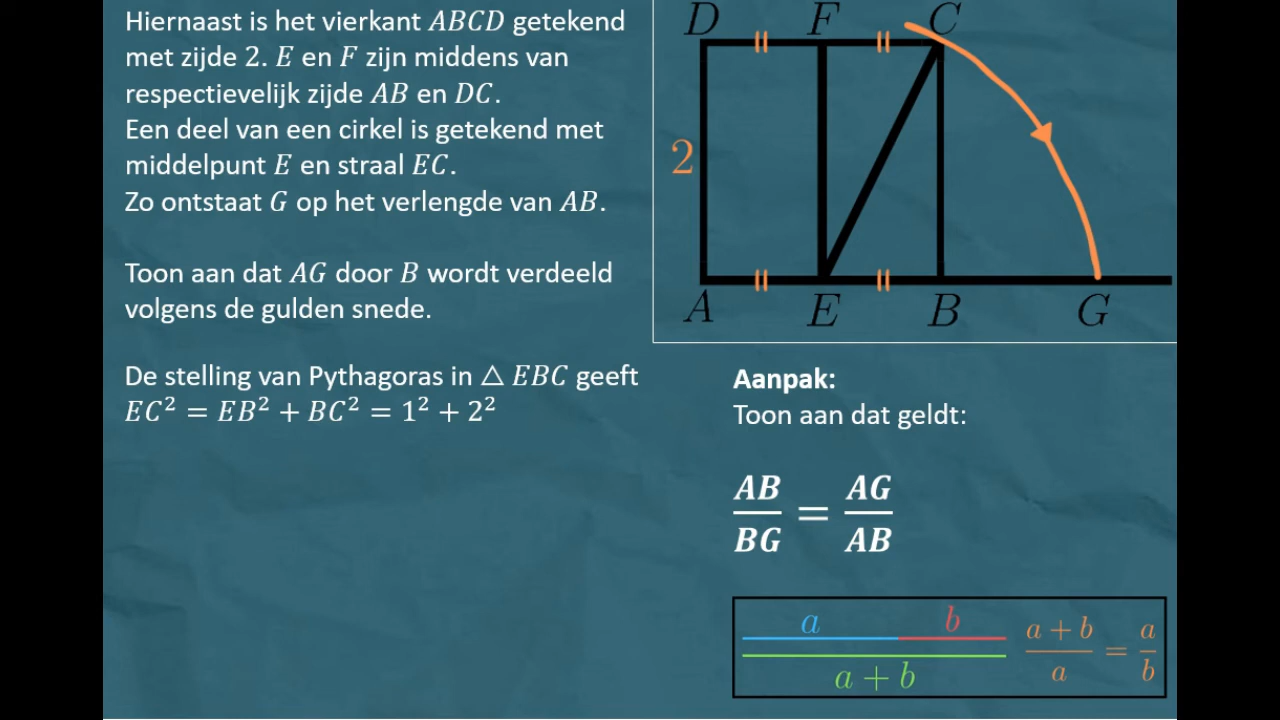 Hiernaast is het vierkant ABCD getekend
met zijde 2. E en F zijn middens van
respectievelijk zijde AB en DC.
Een deel van een cirkel is getekend met
middelpunt E en straal EC.
Zo ontstaat G op het verlengde van AB.
Toon aan dat AG door B wordt verdeeld
volgens de gulden snede.
De stelling van Pythagoras in △ EBC geeft
EC² = EB² + BC² = 1² + 2²
D F C
2
A E B G
Aanpak:
Toon aan dat geldt:
AB/BG = AG/AB
a b
a + b
(a + b)/a = a/b